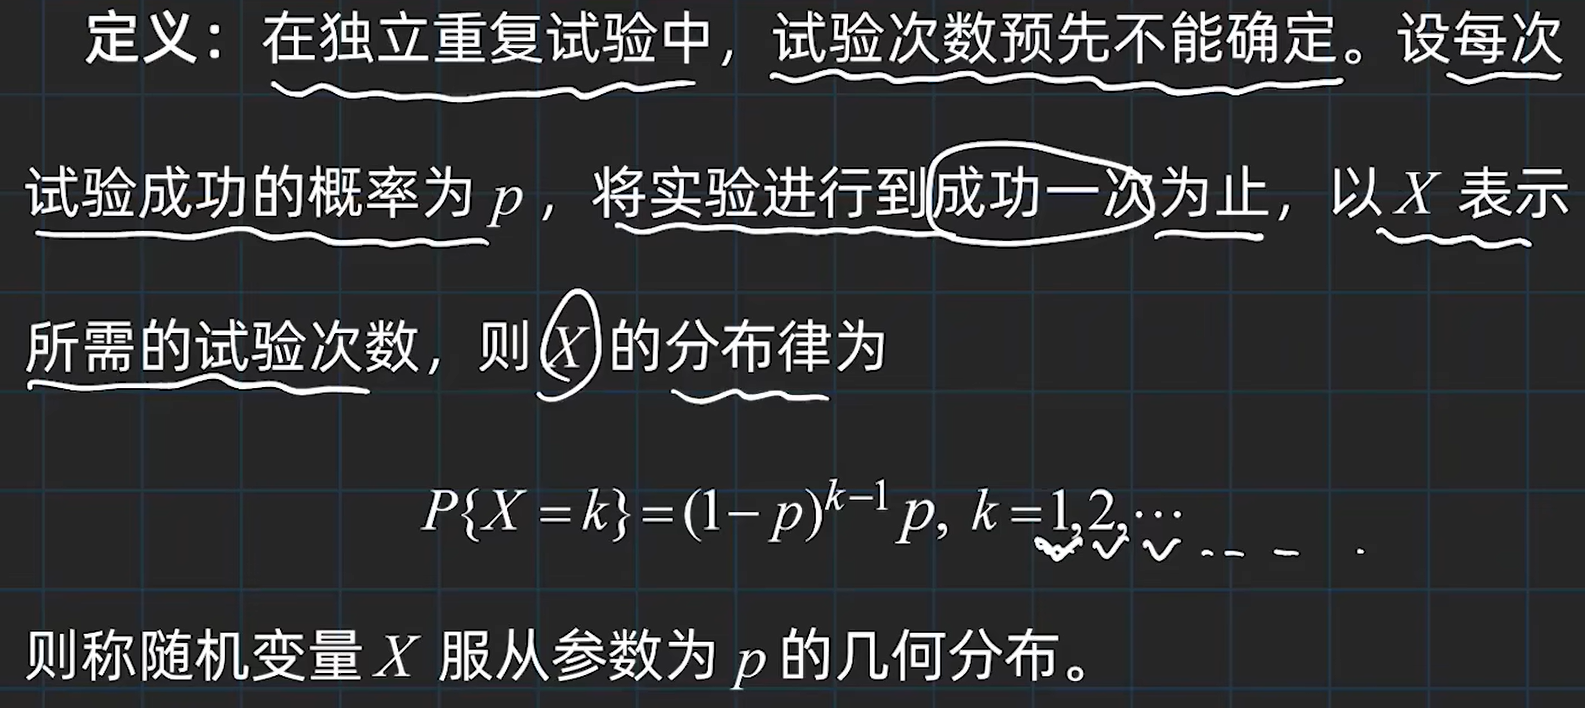 定义：在独立重复试验中，试验次数预先不能确定。设每次
试验成功的概率为 p，将实验进行到成功一次为止，以 X 表示
所需的试验次数，则 X 的分布律为
P{X = k} = (1 − p)^{k−1} p, k = 1,2,⋯
则称随机变量 X 服从参数为 p 的几何分布。